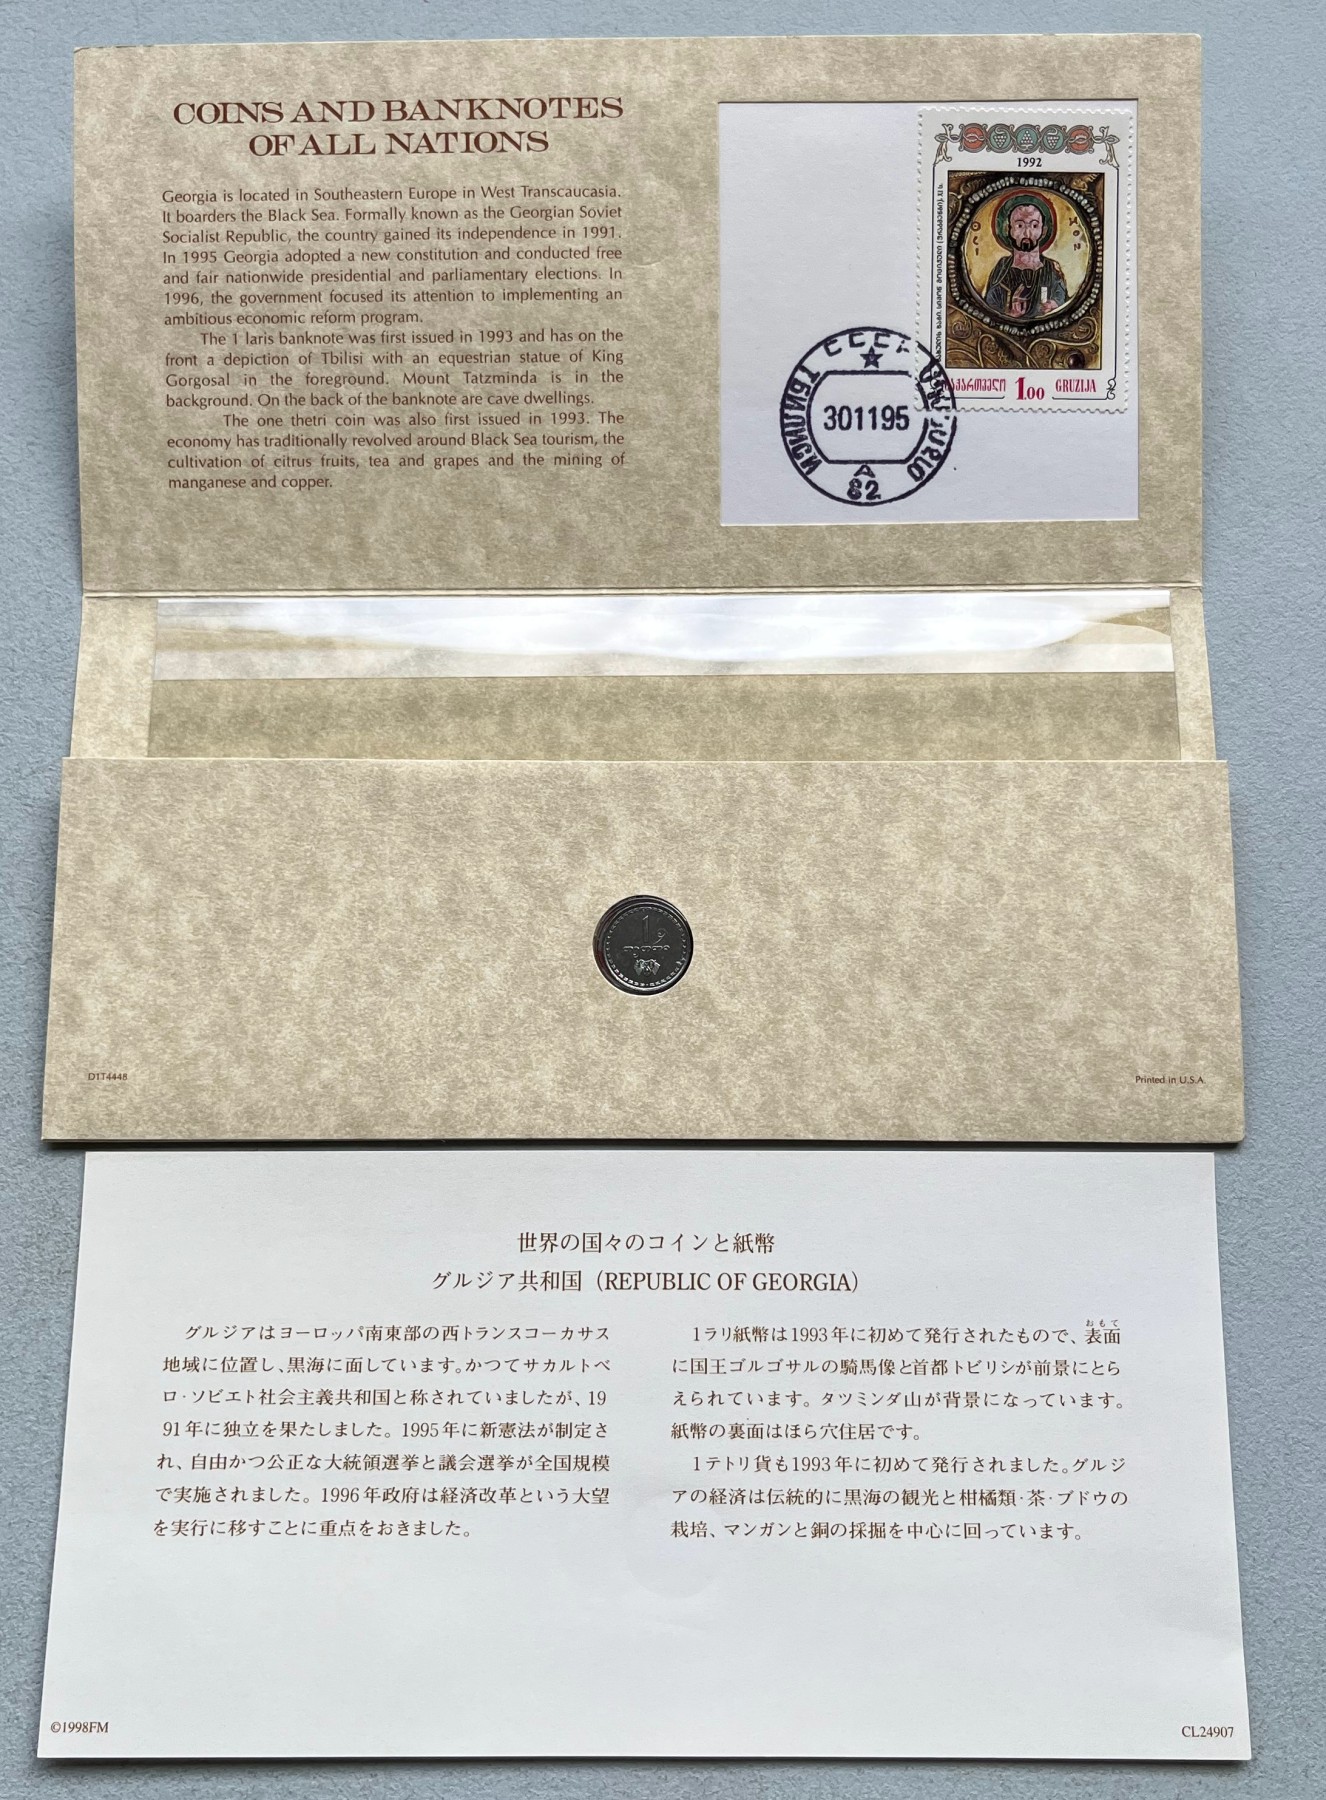 COINS AND BANKNOTES
OF ALL NATIONS
Georgia is located in Southeastern Europe in West Transcaucasia.
It boarders the Black Sea. Formally known as the Georgian Soviet
Socialist Republic, the country gained its independence in 1991.
In 1995 Georgia adopted a new constitution and conducted free
and fair nationwide presidential and parliamentary elections. In
1996, the government focused its attention to implementing an
ambitious economic reform program.
The 1 laris banknote was first issued in 1993 and has on the
front a depiction of Tbilisi with an equestrian statue of King
Gorgosal in the foreground. Mount Tatzminda is in the
background. On the back of the banknote are cave dwellings.
The one thetri coin was also first issued in 1993. The
economy has traditionally revolved around Black Sea tourism, the
cultivation of citrus fruits, tea and grapes and the mining of
manganese and copper.
1992
1.00 GRUZIJA
СССР
ТБИЛИСИ
301195
А
82
1
D1T4448
Printed in U.S.A.
世界の国々のコインと紙幣
グルジア共和国（REPUBLIC OF GEORGIA）
グルジアはヨーロッパ南東部の西トランスコーカサス
地域に位置し､黒海に面しています｡かつてサカルトベ
ロ･ソビエト社会主義共和国と称されていましたが、19
91年に独立を果たしました。1995年に新憲法が制定さ
れ、自由かつ公正な大統領選挙と議会選挙が全国規模
で実施されました。1996年政府は経済改革という大望
を実行に移すことに重点をおきました。
1ラリ紙幣は1993年に初めて発行されたもので、表面
おもて
に国王ゴルゴサルの騎馬像と首都トビリシが前景にとら
えられています。タツミンダ山が背景になっています。
紙幣の裏面はほら穴住居です。
1テトリ貨も1993年に初めて発行されました｡グルジ
アの経済は伝統的に黒海の観光と柑橘類･茶･ブドウの
栽培、マンガンと銅の採掘を中心に回っています。
©1998FM
CL24907